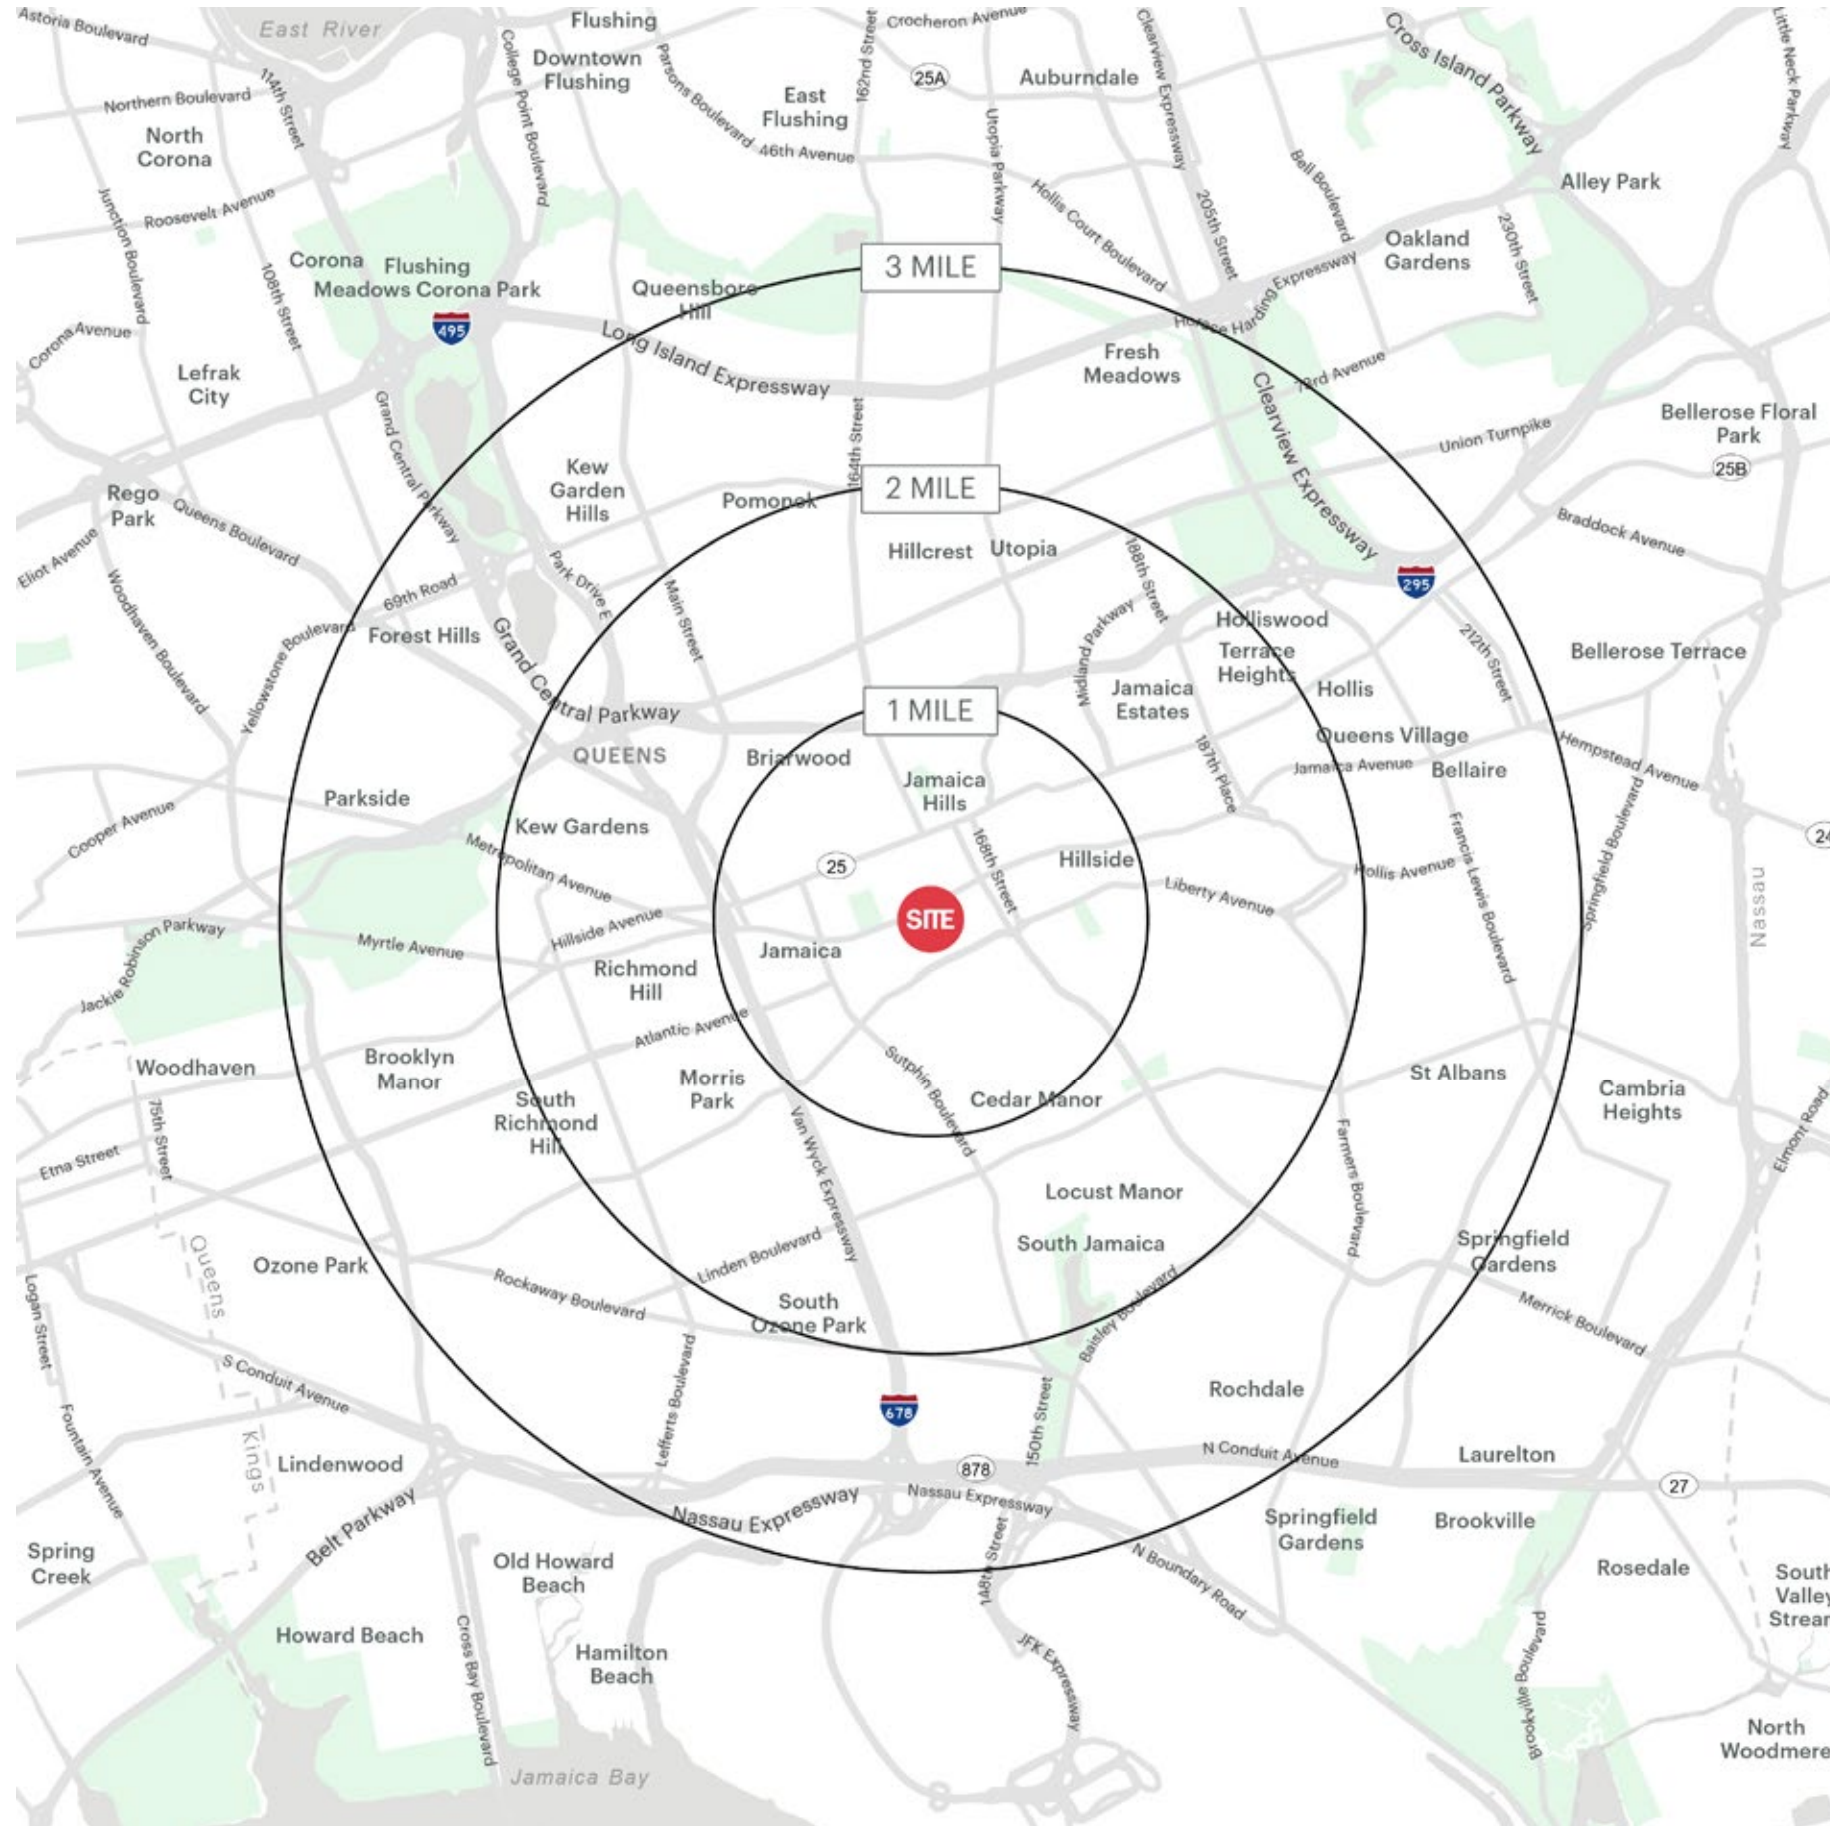 Astoria Boulevard
East River
Flushing
Crocheron Avenue
Cross Island Parkway
Little Neck Parkway
114th Street
College Point Boulevard
Downtown
Flushing
Parsons Boulevard
162nd Street
25A
Auburndale
Clearview Expressway
Northern Boulevard
North
Corona
East
Flushing
46th Avenue
Utopia Parkway
Bell Boulevard
Alley Park
Junction Boulevard
Roosevelt Avenue
Hollis Court Boulevard
205th Street
230th Street
Oakland
Gardens
Corona
Flushing
Meadows Corona Park
108th Street
Queensboro
Hill
3 MILE
Horace Harding Expressway
495
Corona Avenue
Long Island Expressway
Fresh
Meadows
Lefrak
City
73rd Avenue
Grand Central Parkway
164th Street
Clearview Expressway
Union Turnpike
Bellerose Floral
Park
25B
Rego
Park
Queens Boulevard
Kew
Garden
Hills
Pomonok
2 MILE
Braddock Avenue
Eliot Avenue
Hillcrest
Utopia
188th Street
295
Woodhaven Boulevard
69th Road
Park Drive E
Main Street
Yellowstone Boulevard
Forest Hills
Grand Central Parkway
Midland Parkway
Holliswood
Terrace
Heights
212th Street
Bellerose Terrace
Jamaica
Estates
Hollis
1 MILE
QUEENS
Briarwood
187th Place
Queens Village
Jamaica Avenue
Bellaire
Hempstead Avenue
Parkside
Jamaica
Hills
Cooper Avenue
Kew Gardens
Metropolitan Avenue
168th Street
Francis Lewis Boulevard
Springfield Boulevard
24
25
Hillside
Hollis Avenue
Liberty Avenue
Nassau
SITE
Jackie Robinson Parkway
Myrtle Avenue
Hillside Avenue
Jamaica
Richmond
Hill
Atlantic Avenue
Woodhaven
Brooklyn
Manor
Morris
Park
Sutphin Boulevard
Cedar Manor
St Albans
Cambria
Heights
South
Richmond
Hill
75th Street
Etna Street
Van Wyck Expressway
Farmers Boulevard
Elmont Road
Locust Manor
Queens
Ozone Park
Linden Boulevard
South Jamaica
Springfield
Gardens
Logan Street
Rockaway Boulevard
South
Ozone Park
Baisley Boulevard
Merrick Boulevard
S Conduit Avenue
Lefferts Boulevard
Rochdale
678
150th Street
Fountain Avenue
Kings
Lindenwood
878
N Conduit Avenue
Laurelton
27
Belt Parkway
Nassau Expressway
Nassau Expressway
Springfield
Gardens
Brookville
Spring
Creek
Old Howard
Beach
148th Street
N Boundary Road
Rosedale
South
Valley
Stream
Howard Beach
Cross Bay Boulevard
Hamilton
Beach
JFK Expressway
Brookville Boulevard
North
Woodmere
Jamaica Bay